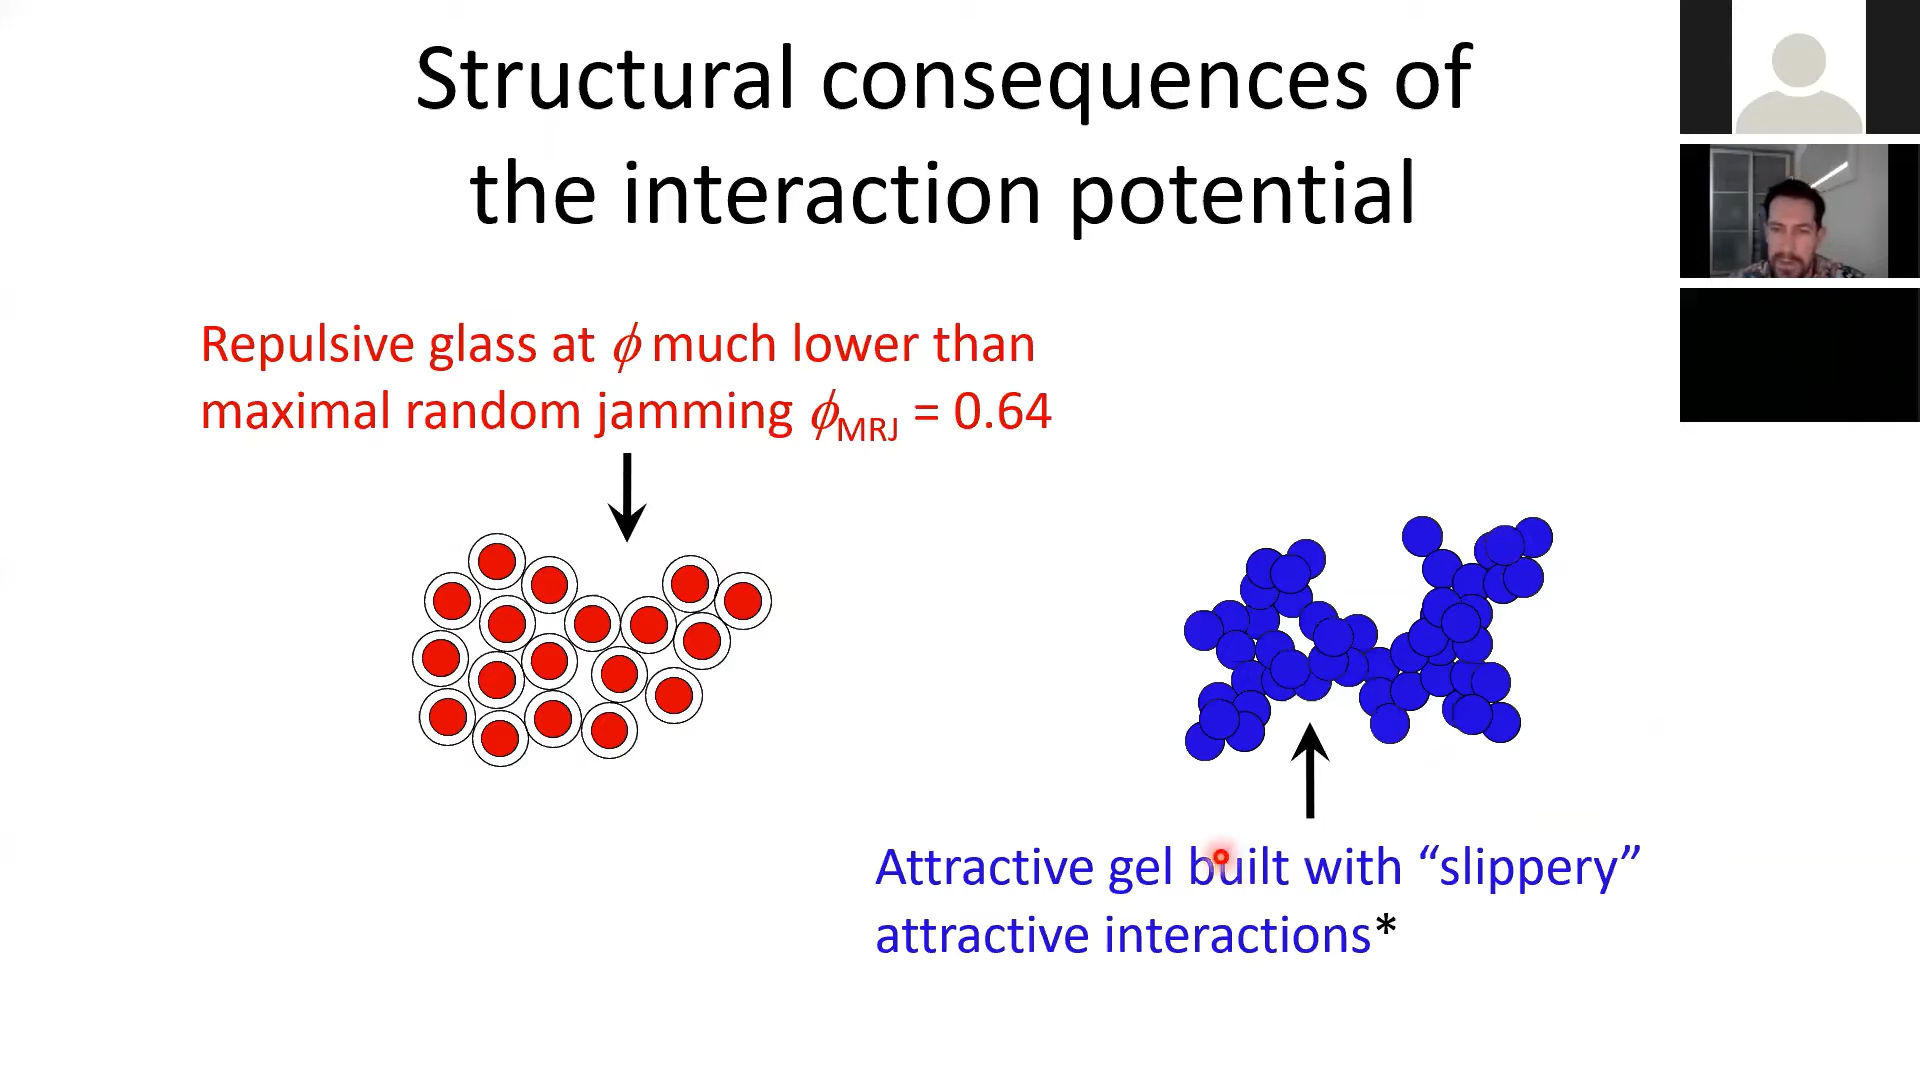 Structural consequences of
the interaction potential
Repulsive glass at ϕ much lower than
maximal random jamming ϕMRJ = 0.64
Attractive gel built with “slippery”
attractive interactions*